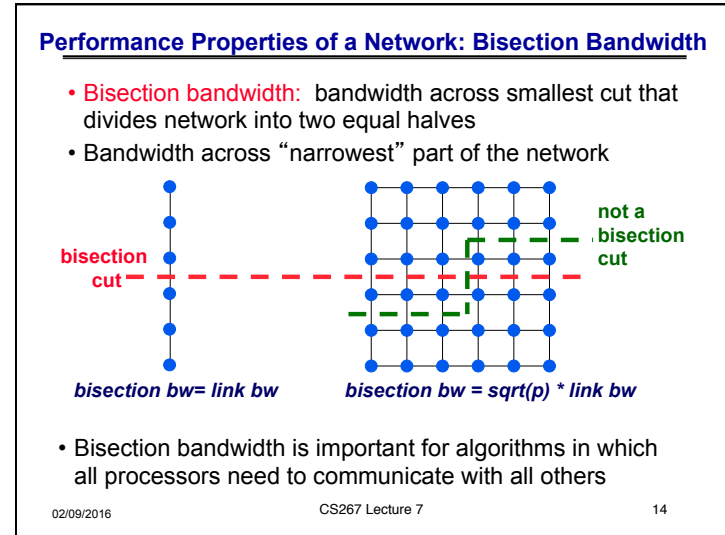 Performance Properties of a Network: Bisection Bandwidth
• Bisection bandwidth: bandwidth across smallest cut that
divides network into two equal halves
• Bandwidth across “narrowest” part of the network
bisection
cut
not a
bisection
cut
bisection bw= link bw
bisection bw = sqrt(p) * link bw
• Bisection bandwidth is important for algorithms in which
all processors need to communicate with all others
02/09/2016
CS267 Lecture 7
14